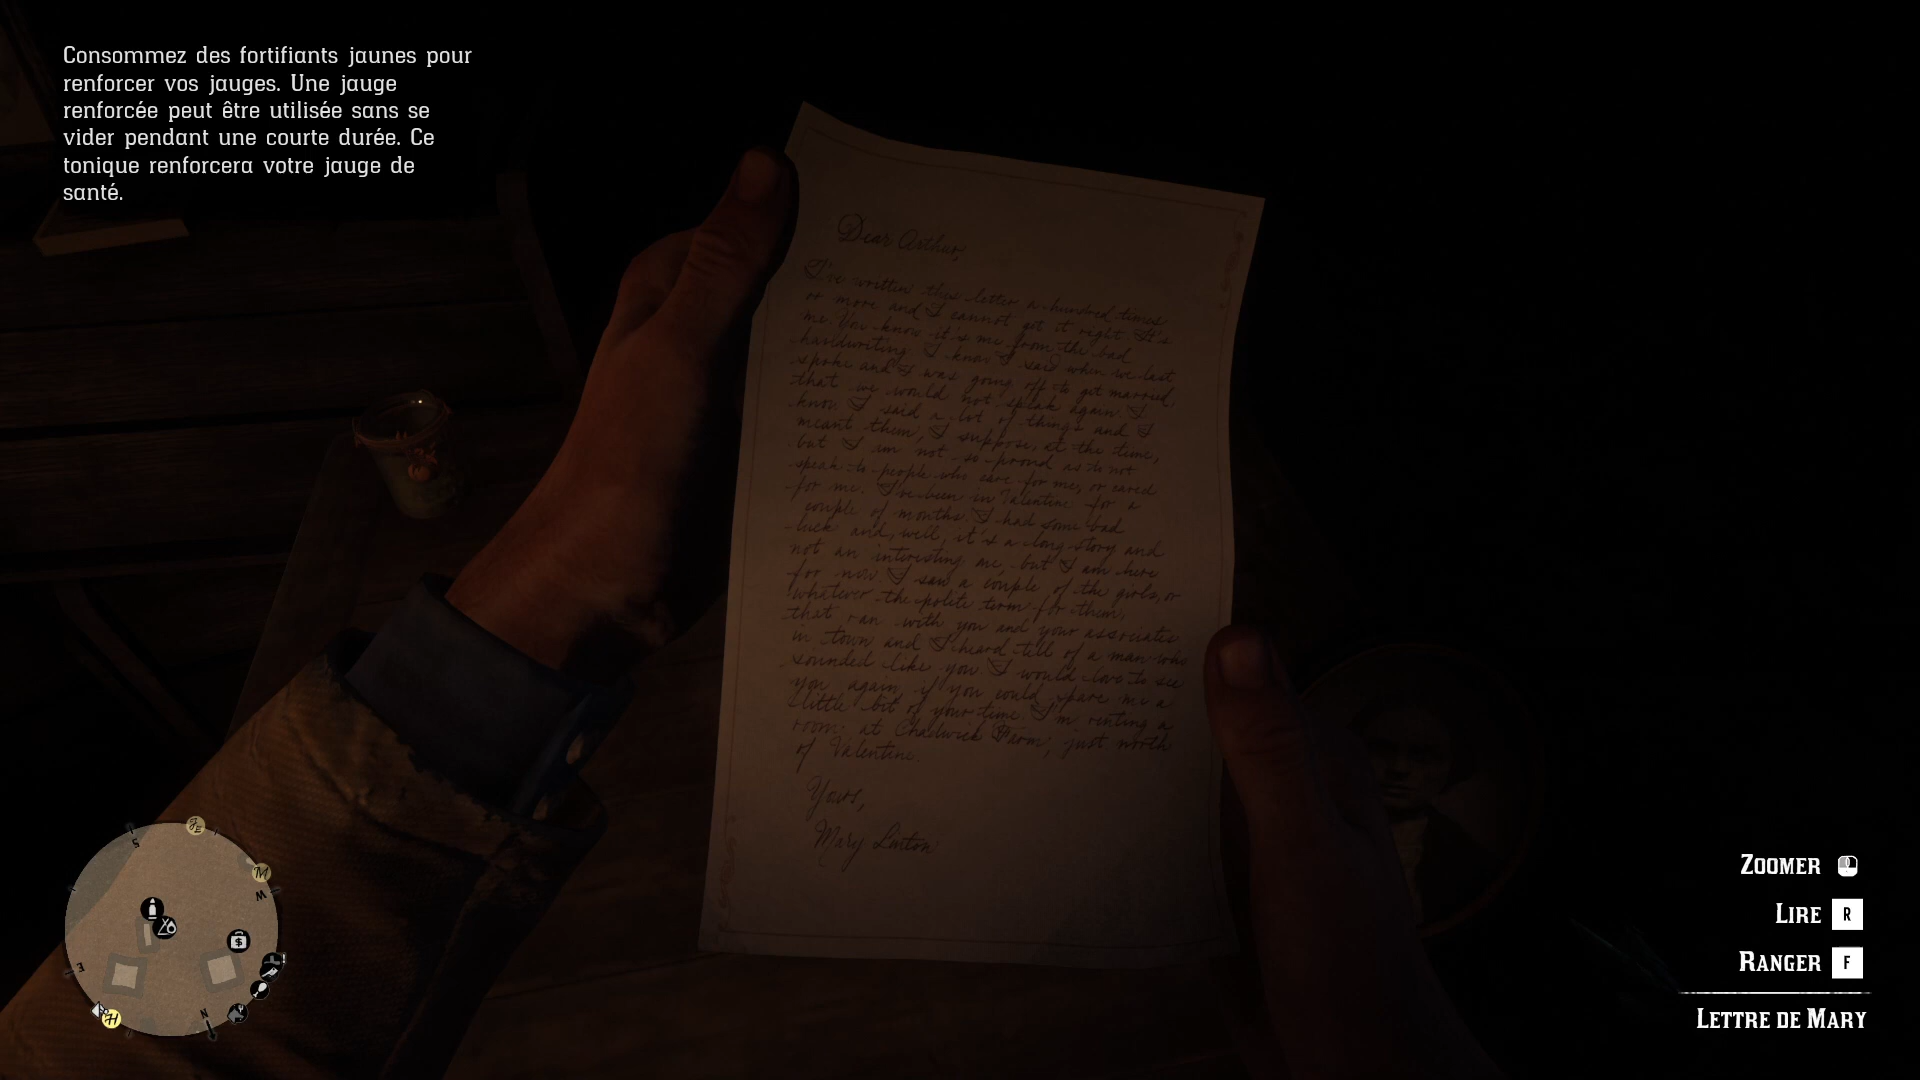 Consommez des fortifiants jaunes pour
renforcer vos jauges. Une jauge
renforcée peut être utilisée sans se
vider pendant une courte durée. Ce
tonique renforcera votre jauge de
santé.
Dear Arthur,
I've written this letter a hundred times
or more and I cannot get it right. It's
me. You know it's me from the bad
handwriting. I know I said when we last
spoke and I was going off to get married,
that we would not speak again. I
know I said a lot of things and I
meant them, I suppose, at the time,
but I am not so proud as to not
speak to people who care for me, or cared
for me. I've been in Valentine for a
couple of months. I had some bad
luck and, well, it's a long story and
not an interesting one, but I am here
for now. I saw a couple of the girls, or
whatever the polite term for them,
that ran with you and your associates
in town and I heard tell of a man who
sounded like you. I would love to see
you again, if you could spare me a
little bit of your time. I'm renting a
room at Chadwick Farm, just north
of Valentine.
Yours,
Mary Linton
S
W
E
N
JE
M
H
ZOOMER
LIRE R
RANGER F
LETTRE DE MARY